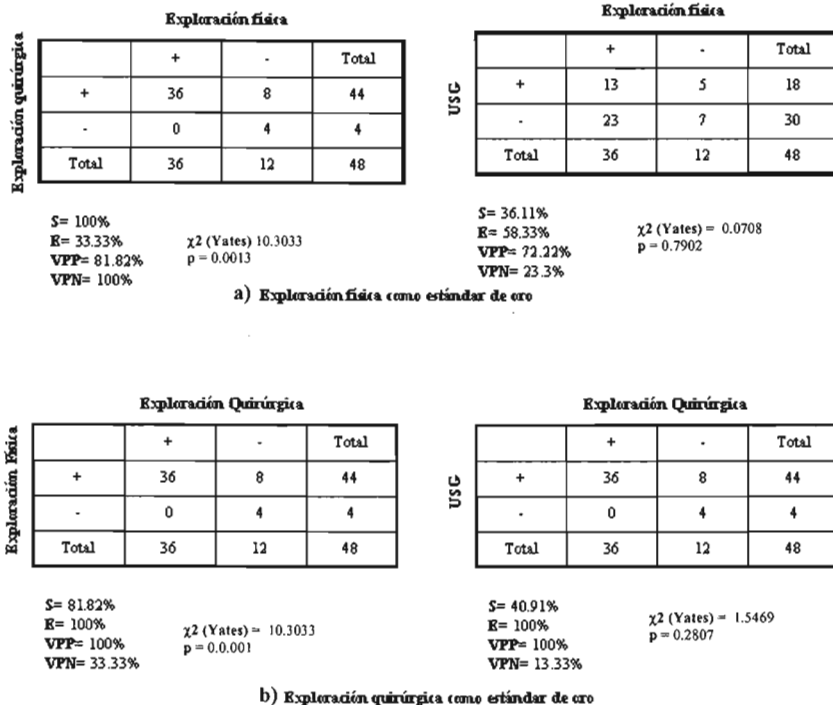 Exploración física
Exploración quirúrgica
+ - Total
+ 36 8 44
- 0 4 4
Total 36 12 48
S= 100%
E= 33.33%
VPP= 81.82%
VPN= 100%
χ2 (Yates) 10.3033
p = 0.0013
Exploración física
USG
+ - Total
+ 13 5 18
- 23 7 30
Total 36 12 48
S= 36.11%
E= 58.33%
VPP= 72.22%
VPN= 23.3%
χ2 (Yates) = 0.0708
p = 0.7902
a) Exploración física como estándar de oro
Exploración Quirúrgica
Exploración Física
+ - Total
+ 36 8 44
- 0 4 4
Total 36 12 48
S= 81.82%
E= 100%
VPP= 100%
VPN= 33.33%
χ2 (Yates) = 10.3033
p = 0.0.001
Exploración Quirúrgica
USG
+ - Total
+ 36 8 44
- 0 4 4
Total 36 12 48
S= 40.91%
E= 100%
VPP= 100%
VPN= 13.33%
χ2 (Yates) = 1.5469
p = 0.2807
b) Exploración quirúrgica como estándar de oro